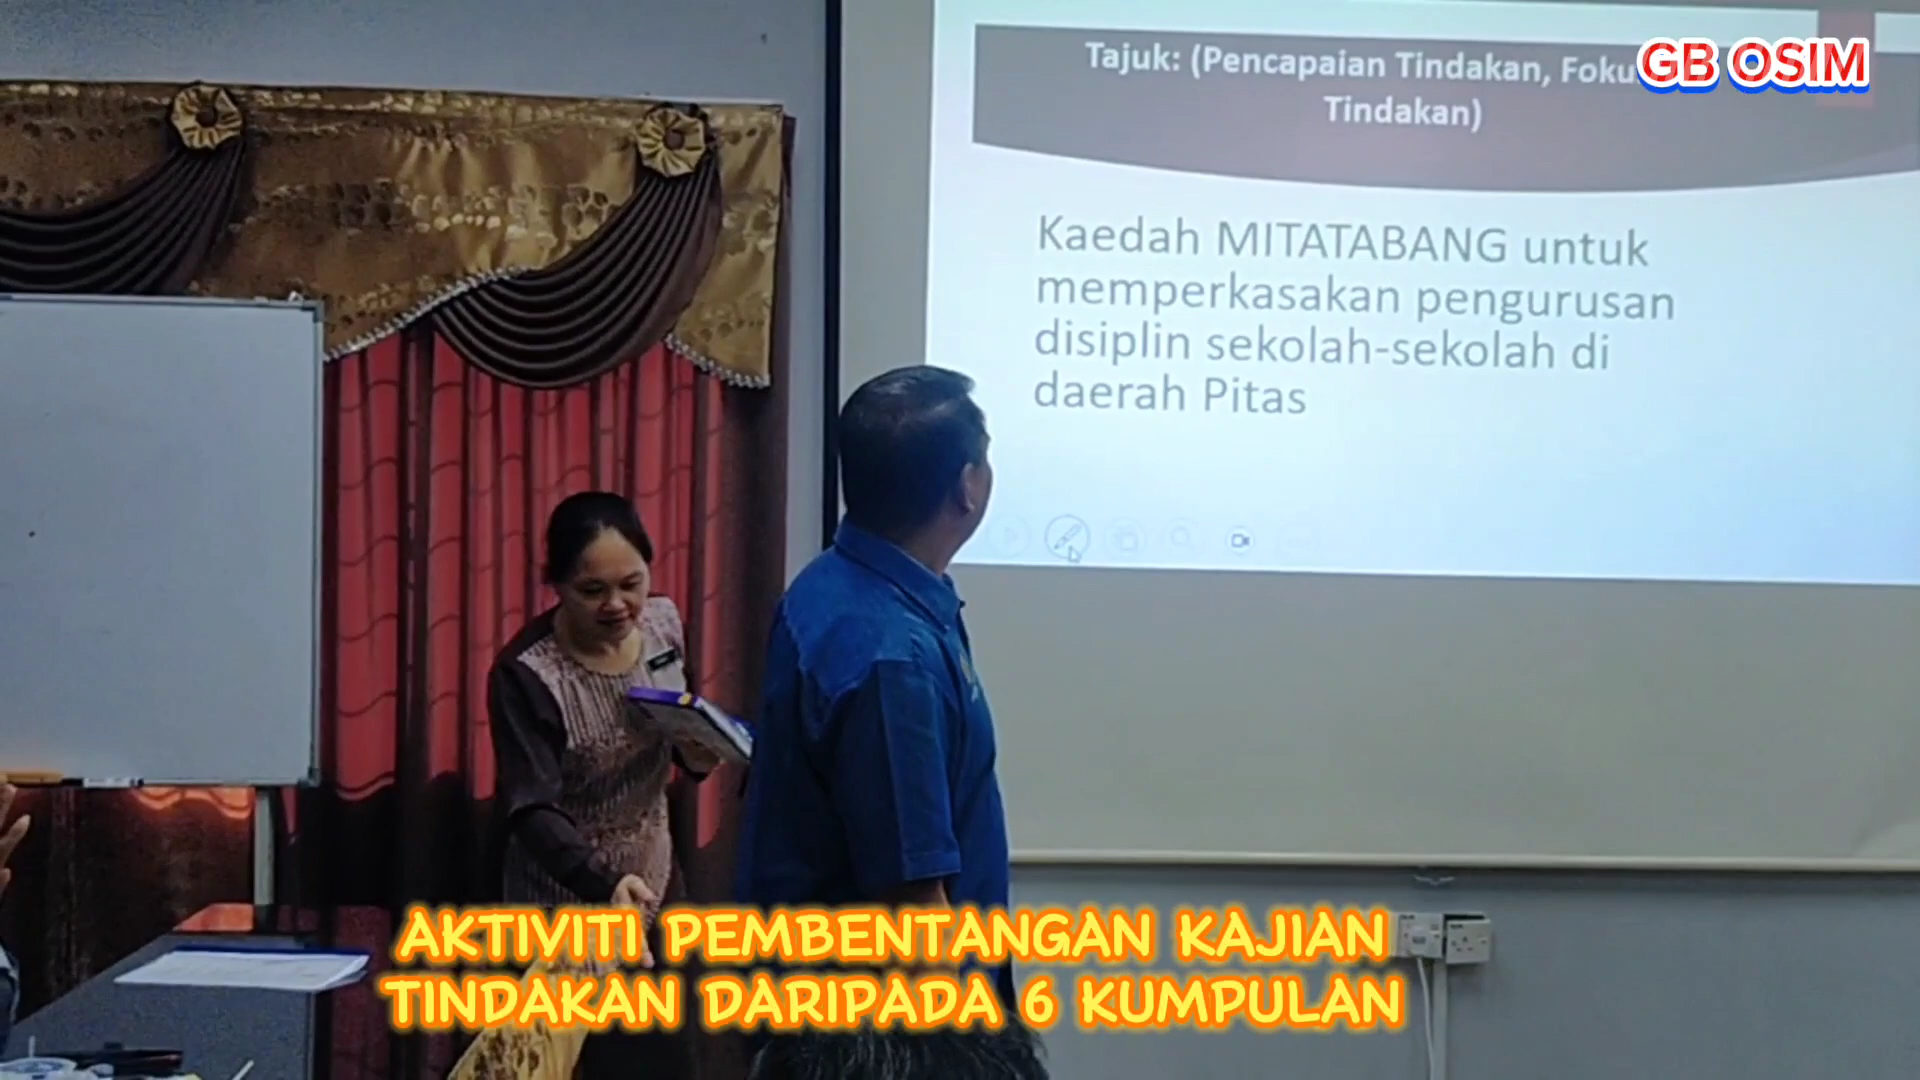 Tajuk: (Pencapaian Tindakan,
Tindakan)
GB OSIM
Kaedah MITATABANG untuk
memperkasakan pengurusan
disiplin sekolah-sekolah di
daerah Pitas
AKTIVITI PEMBENTANGAN KAJIAN
TINDAKAN DARIPADA 6 KUMPULAN